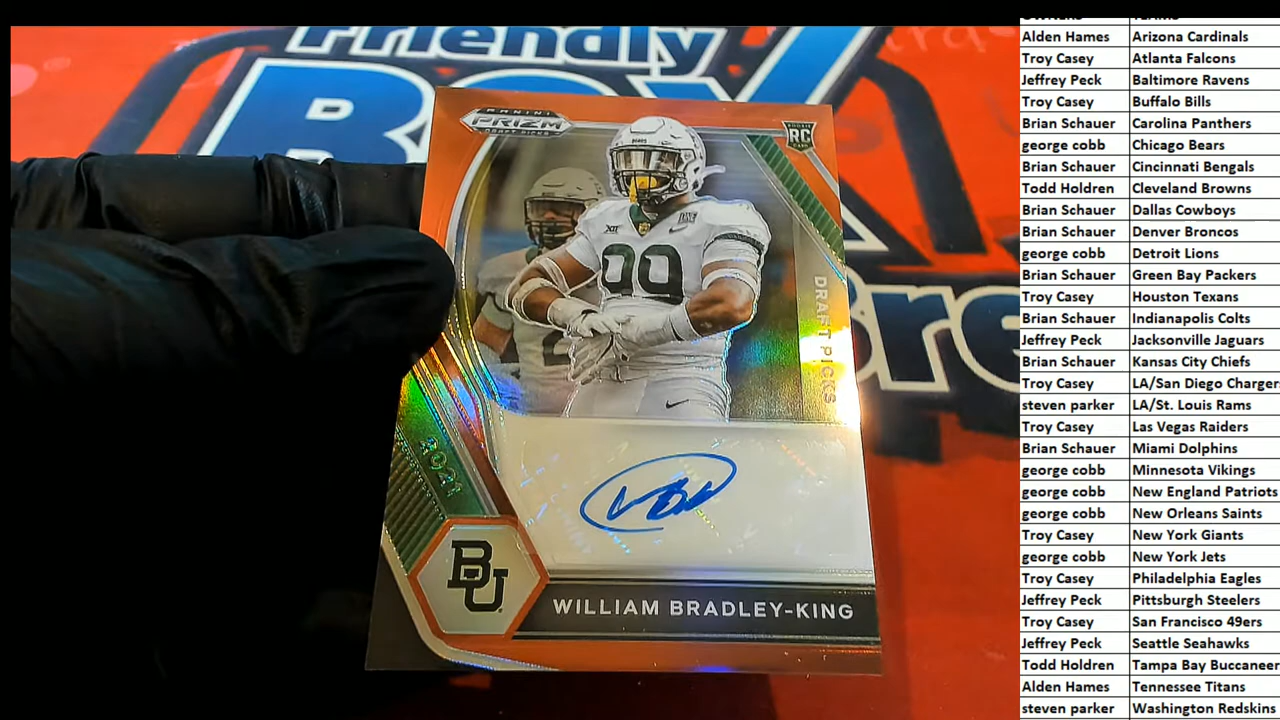 Friendly
PANINI
PRIZM
DRAFT PICKS
ROOKIE
RC
CARD
BEARS
XII
99
DRAFT PICKS
2021
BU
WILLIAM BRADLEY-KING
OWNERS TEAMS
Alden Hames Arizona Cardinals
Troy Casey Atlanta Falcons
Jeffrey Peck Baltimore Ravens
Troy Casey Buffalo Bills
Brian Schauer Carolina Panthers
george cobb Chicago Bears
Brian Schauer Cincinnati Bengals
Todd Holdren Cleveland Browns
Brian Schauer Dallas Cowboys
Brian Schauer Denver Broncos
george cobb Detroit Lions
Brian Schauer Green Bay Packers
Troy Casey Houston Texans
Brian Schauer Indianapolis Colts
Jeffrey Peck Jacksonville Jaguars
Brian Schauer Kansas City Chiefs
Troy Casey LA/San Diego Charger
steven parker LA/St. Louis Rams
Troy Casey Las Vegas Raiders
Brian Schauer Miami Dolphins
george cobb Minnesota Vikings
george cobb New England Patriots
george cobb New Orleans Saints
Troy Casey New York Giants
george cobb New York Jets
Troy Casey Philadelphia Eagles
Jeffrey Peck Pittsburgh Steelers
Troy Casey San Francisco 49ers
Jeffrey Peck Seattle Seahawks
Todd Holdren Tampa Bay Buccaneer
Alden Hames Tennessee Titans
steven parker Washington Redskins